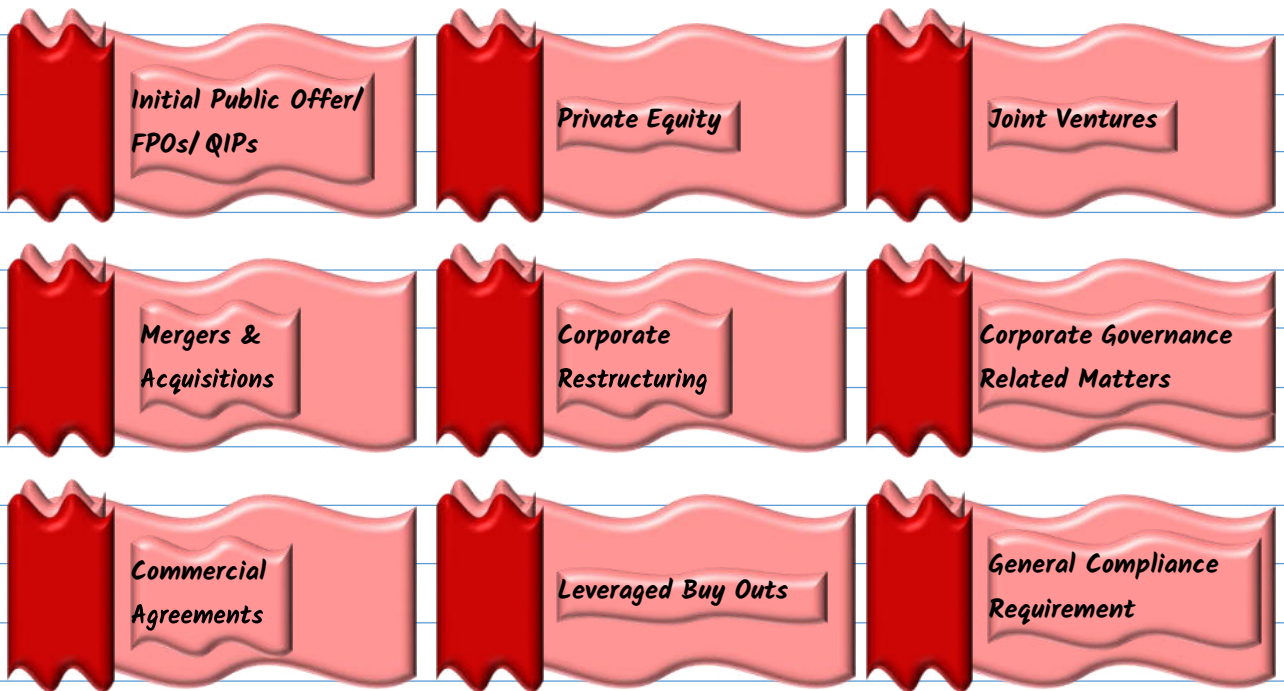 Initial Public Offer/
FPOs/ QIPs
Private Equity
Joint Ventures
Mergers &
Acquisitions
Corporate
Restructuring
Corporate Governance
Related Matters
Commercial
Agreements
Leveraged Buy Outs
General Compliance
Requirement